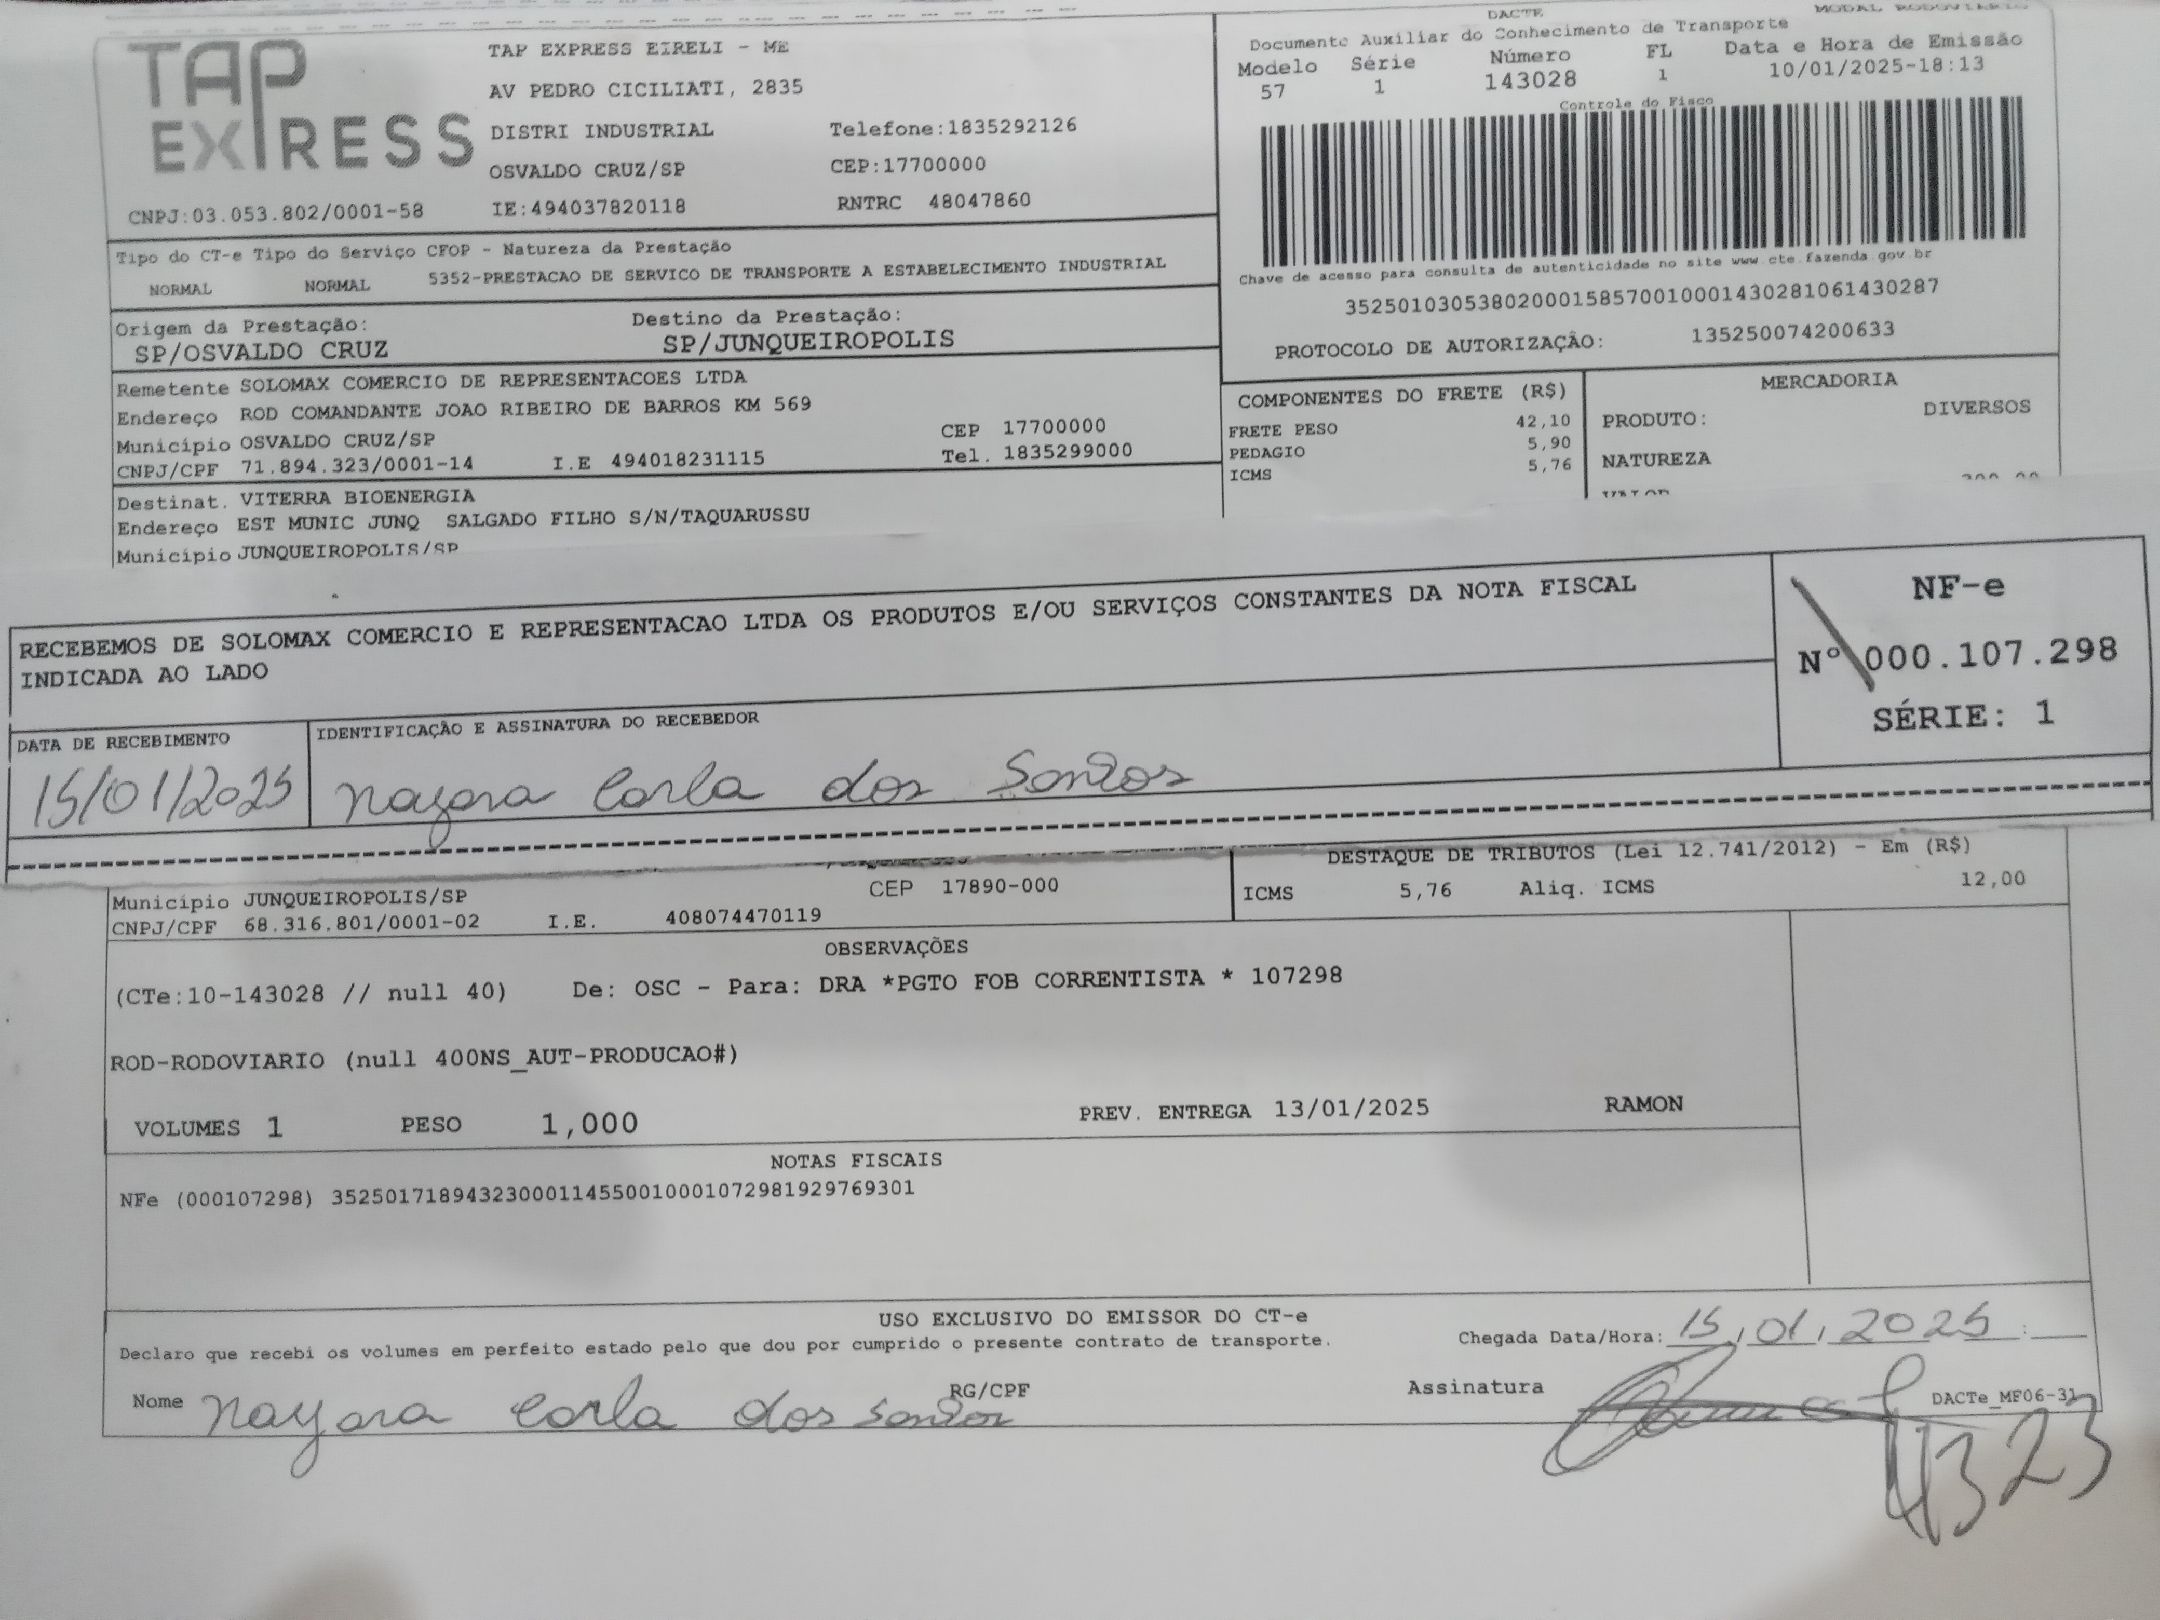 DACTE
MODAL RODOVIARIO
TAP EXPRESS
TAP EXPRESS EIRELI - ME
AV PEDRO CICILIATI, 2835
DISTRI INDUSTRIAL Telefone:1835292126
OSVALDO CRUZ/SP CEP:17700000
CNPJ:03.053.802/0001-58 IE:494037820118 RNTRC 48047860
Documento Auxiliar do Conhecimento de Transporte
Modelo Série Número FL Data e Hora de Emissão
57 1 143028 1 10/01/2025-18:13
Controle do Fisco
Chave de acesso para consulta de autenticidade no site www.cte.fazenda.gov.br
35250103053802000158570010001430281061430287
PROTOCOLO DE AUTORIZAÇÃO: 135250074200633
Tipo do CT-e Tipo do Serviço CFOP - Natureza da Prestação
NORMAL NORMAL 5352-PRESTACAO DE SERVICO DE TRANSPORTE A ESTABELECIMENTO INDUSTRIAL
Origem da Prestação: Destino da Prestação:
SP/OSVALDO CRUZ SP/JUNQUEIROPOLIS
Remetente SOLOMAX COMERCIO DE REPRESENTACOES LTDA
Endereço ROD COMANDANTE JOAO RIBEIRO DE BARROS KM 569
Município OSVALDO CRUZ/SP CEP 17700000
CNPJ/CPF 71.894.323/0001-14 I.E 494018231115 Tel. 1835299000
Destinat. VITERRA BIOENERGIA
Endereço EST MUNIC JUNQ SALGADO FILHO S/N/TAQUARUSSU
Município JUNQUEIROPOLIS/SP
COMPONENTES DO FRETE (R$)
FRETE PESO 42,10
PEDAGIO 5,90
ICMS 5,76
MERCADORIA
PRODUTO: DIVERSOS
NATUREZA
VALOR
RECEBEMOS DE SOLOMAX COMERCIO E REPRESENTACAO LTDA OS PRODUTOS E/OU SERVIÇOS CONSTANTES DA NOTA FISCAL
INDICADA AO LADO
NF-e
Nº 000.107.298
SÉRIE: 1
DATA DE RECEBIMENTO IDENTIFICAÇÃO E ASSINATURA DO RECEBEDOR
15/01/2025 Nayara Carla dos Santos
Município JUNQUEIROPOLIS/SP CEP 17890-000
CNPJ/CPF 68.316.801/0001-02 I.E. 408074470119
DESTAQUE DE TRIBUTOS (Lei 12.741/2012) - Em (R$)
ICMS 5,76 Aliq. ICMS 12,00
OBSERVAÇÕES
(CTe:10-143028 // null 40) De: OSC - Para: DRA *PGTO FOB CORRENTISTA * 107298
ROD-RODOVIARIO (null 400NS_AUT-PRODUCAO#)
VOLUMES 1 PESO 1,000 PREV. ENTREGA 13/01/2025 RAMON
NOTAS FISCAIS
NFe (000107298) 35250171894323000114550010001072981929769301
USO EXCLUSIVO DO EMISSOR DO CT-e
Declaro que recebi os volumes em perfeito estado pelo que dou por cumprido o presente contrato de transporte. Chegada Data/Hora: 15/01/2025 :
Nome Nayara Carla dos Santos RG/CPF Assinatura DACTe_MF06-31
4323